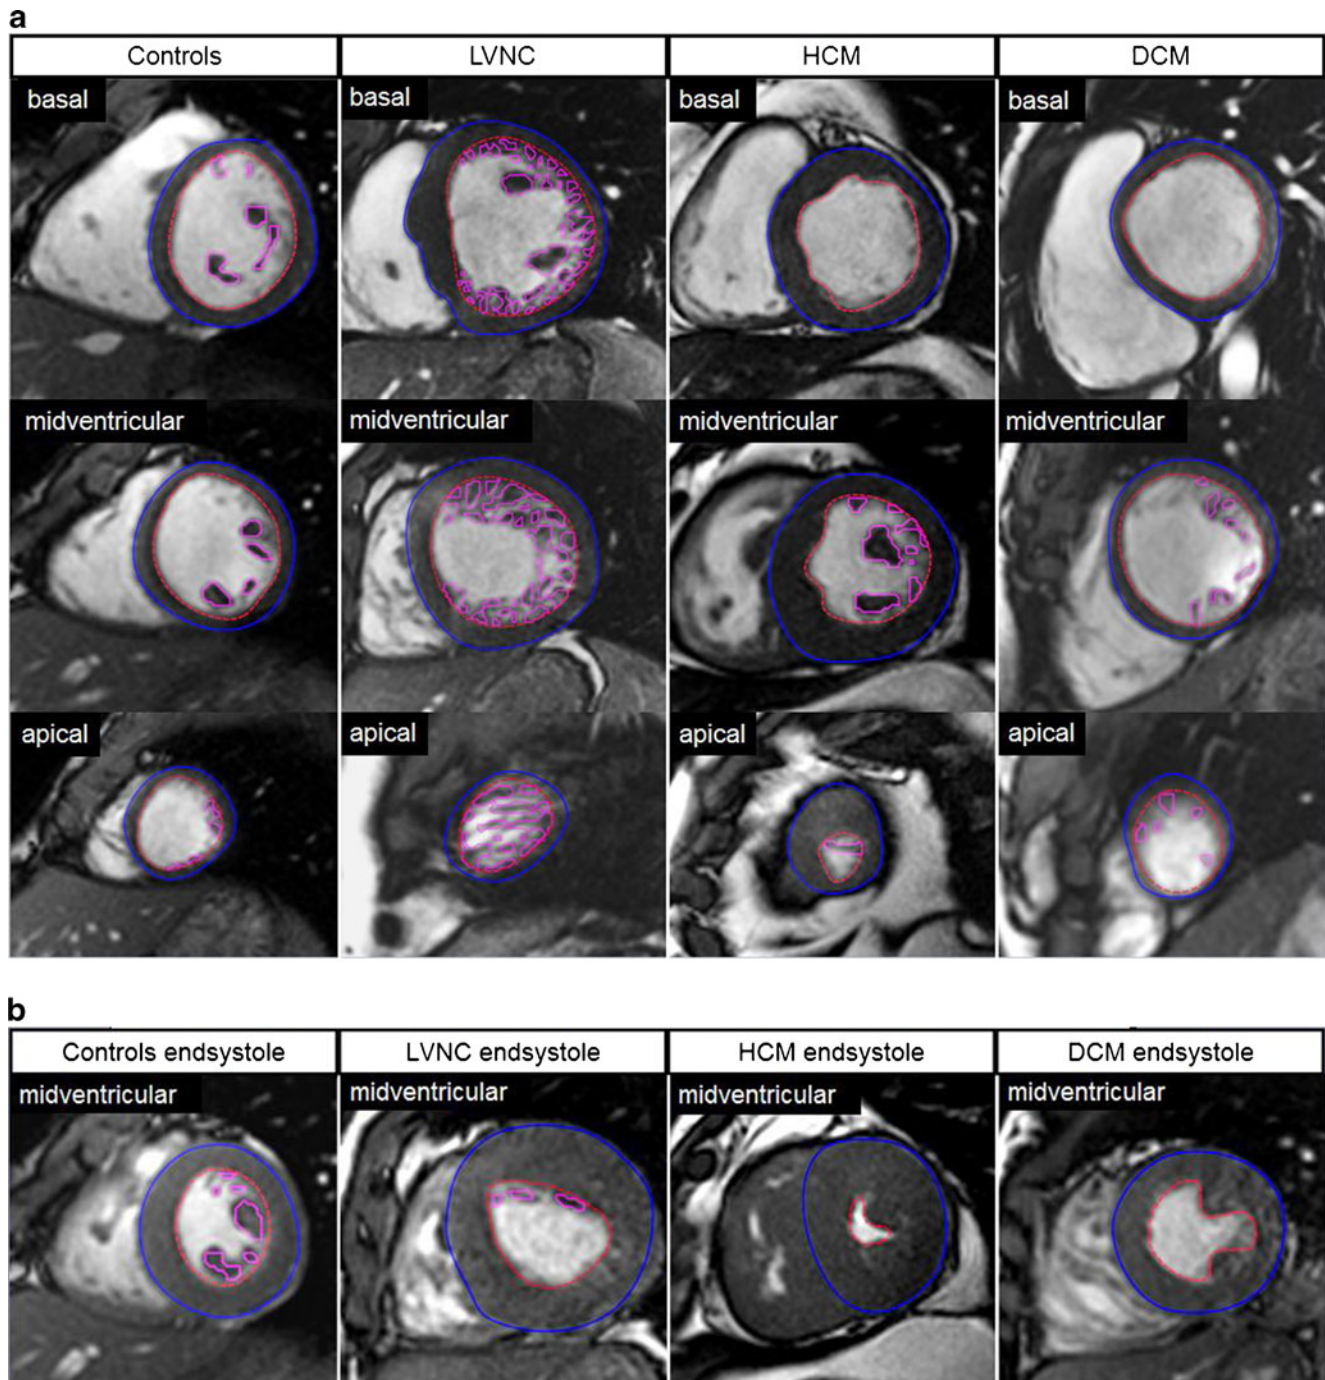 a
Controls LVNC HCM DCM
basal basal basal basal
midventricular midventricular midventricular midventricular
apical apical apical apical
b
Controls endsystole LVNC endsystole HCM endsystole DCM endsystole
midventricular midventricular midventricular midventricular